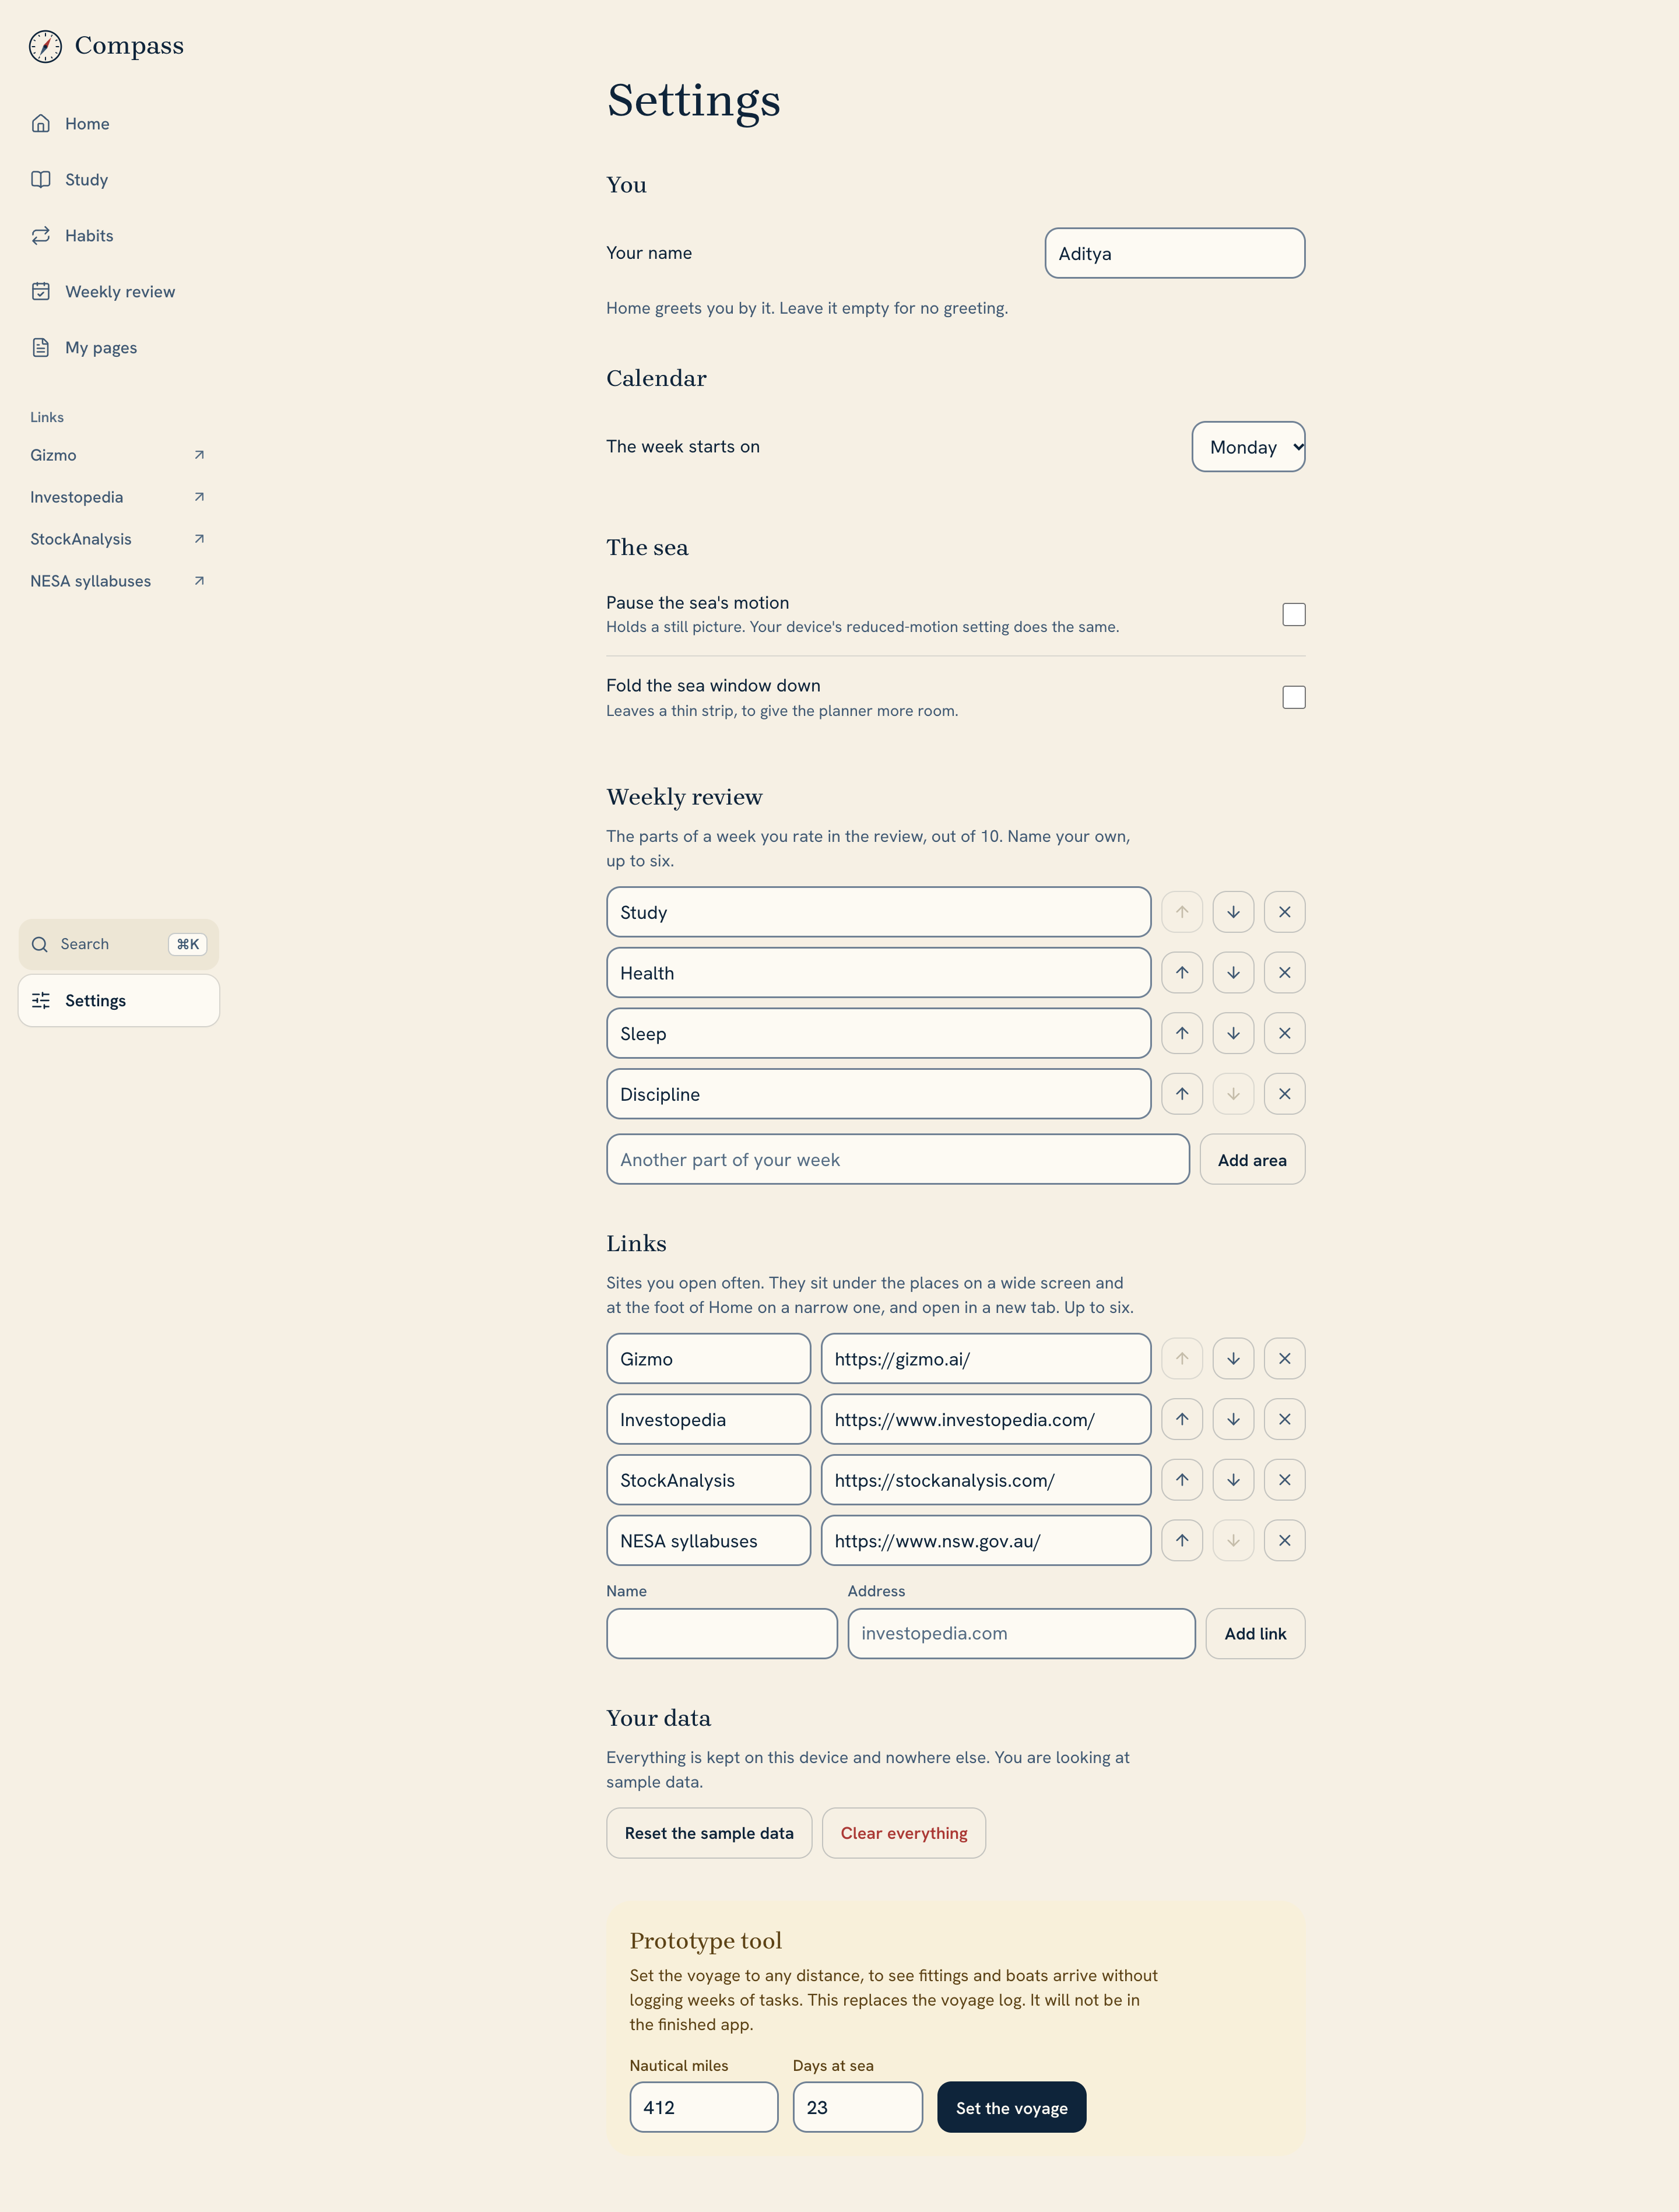 Compass
Home
Study
Habits
Weekly review
My pages
Links
Gizmo
Investopedia
StockAnalysis
NESA syllabuses
Search ⌘K
Settings
Settings
You
Your name
Aditya
Home greets you by it. Leave it empty for no greeting.
Calendar
The week starts on
Monday
The sea
Pause the sea's motion
Holds a still picture. Your device's reduced-motion setting does the same.
Fold the sea window down
Leaves a thin strip, to give the planner more room.
Weekly review
The parts of a week you rate in the review, out of 10. Name your own,
up to six.
Study
Health
Sleep
Discipline
Another part of your week
Add area
Links
Sites you open often. They sit under the places on a wide screen and
at the foot of Home on a narrow one, and open in a new tab. Up to six.
Gizmo https://gizmo.ai/
Investopedia https://www.investopedia.com/
StockAnalysis https://stockanalysis.com/
NESA syllabuses https://www.nsw.gov.au/
Name Address
investopedia.com Add link
Your data
Everything is kept on this device and nowhere else. You are looking at
sample data.
Reset the sample data Clear everything
Prototype tool
Set the voyage to any distance, to see fittings and boats arrive without
logging weeks of tasks. This replaces the voyage log. It will not be in
the finished app.
Nautical miles Days at sea
412 23 Set the voyage